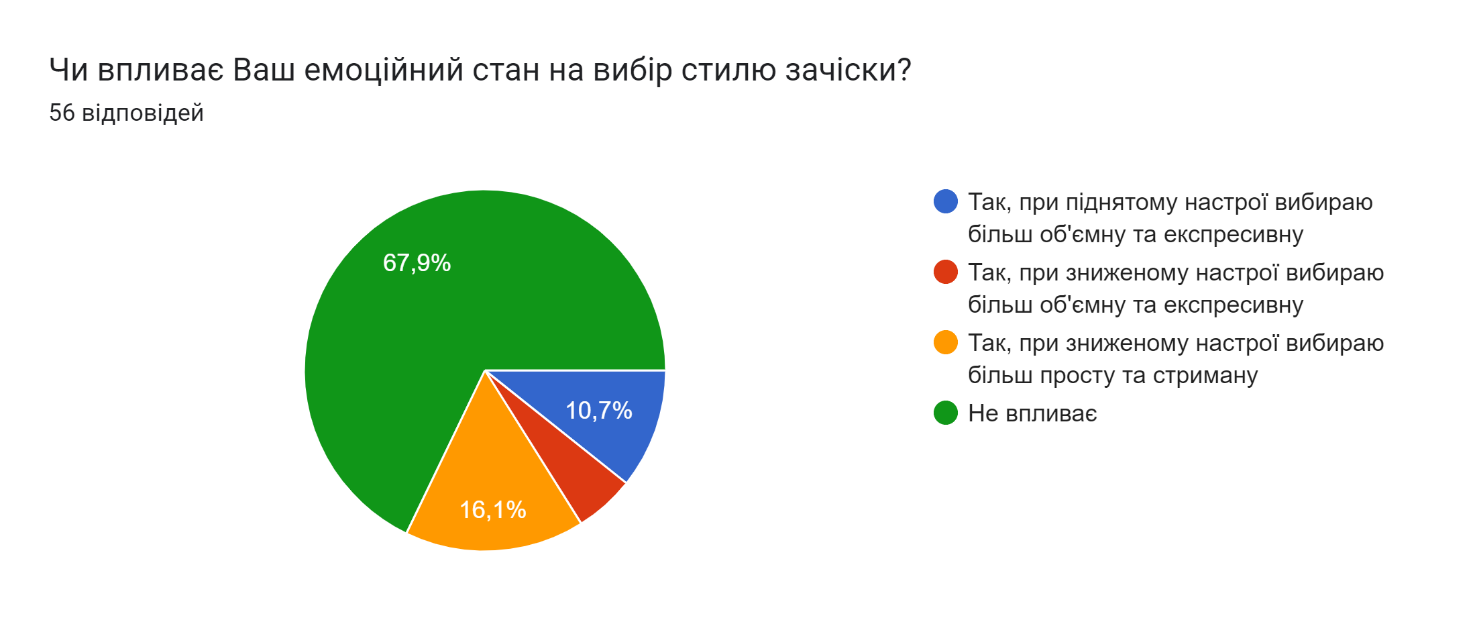 Чи впливає Ваш емоційний стан на вибір стилю зачіски?
56 відповідей
67,9%
10,7%
16,1%
Так, при піднятому настрої вибираю
більш об'ємну та експресивну
Так, при зниженому настрої вибираю
більш об'ємну та експресивну
Так, при зниженому настрої вибираю
більш просту та стриману
Не впливає